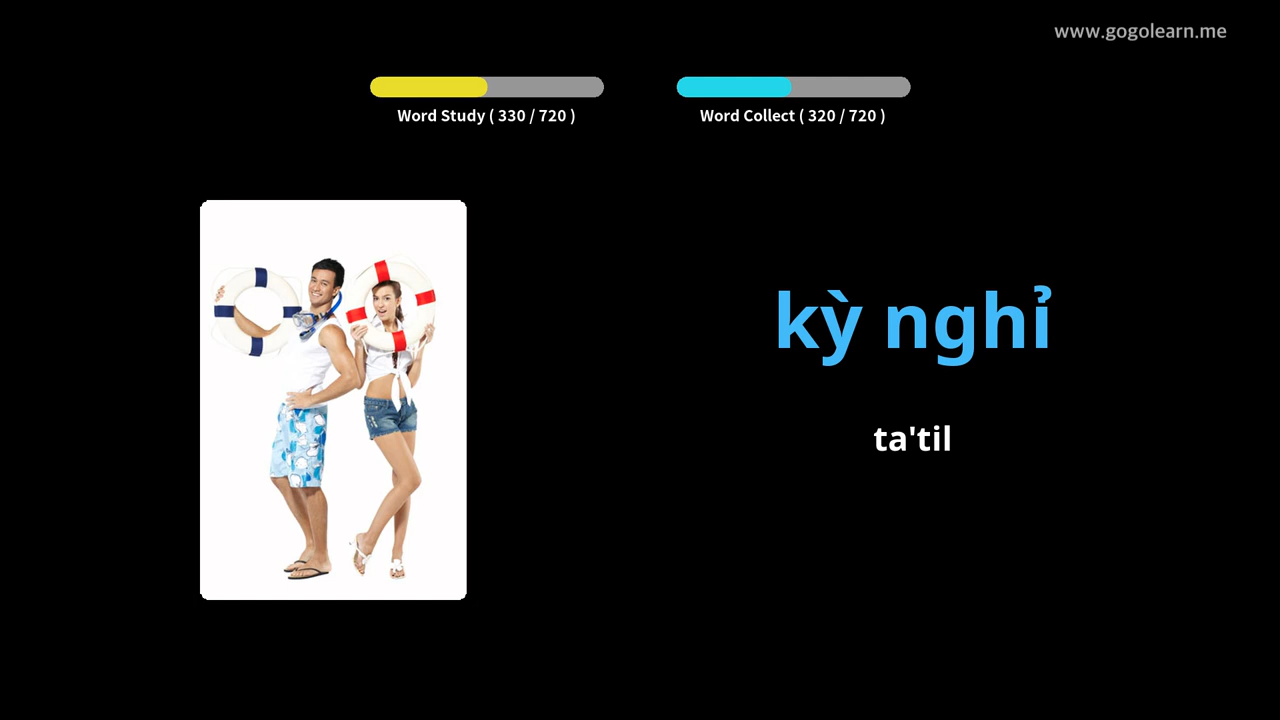 www.gogolearn.me
Word Study ( 330 / 720 )
Word Collect ( 320 / 720 )
kỳ nghỉ
ta'til